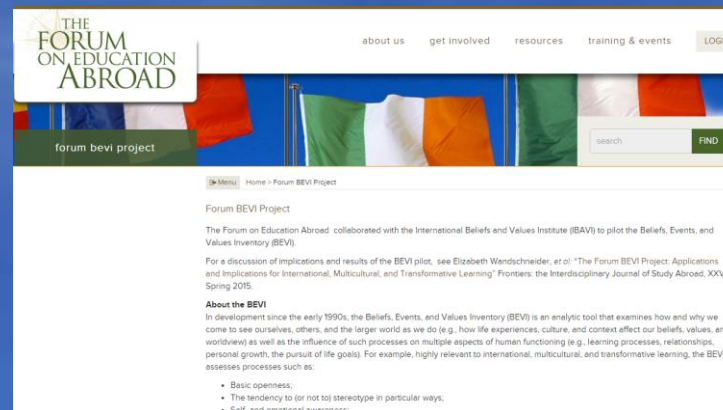 THE
FORUM
ON EDUCATION
ABROAD
about us get involved resources training & events
forum bevi project
search FIND
Menu Home > Forum BEVI Project
Forum BEVI Project
The Forum on Education Abroad collaborated with the International Beliefs and Values Institute (IBAVI) to pilot the Beliefs, Events, and
Values Inventory (BEVI).
For a discussion of implications and results of the BEVI pilot, see Elizabeth Wandschneider, et al: "The Forum BEVI Project: Applications
and Implications for International, Multicultural, and Transformative Learning" Frontiers: the Interdisciplinary Journal of Study Abroad,
Spring 2015.
About the BEVI
In development since the early 1990s, the Beliefs, Events, and Values Inventory (BEVI) is an analytic tool that examines how and why we
come to see ourselves, others, and the larger world as we do (e.g., how life experiences, culture, and context affect our beliefs, values,
worldview) as well as the influence of such processes on multiple aspects of human functioning (e.g., learning processes, relationships,
personal growth, the pursuit of life goals). For example, highly relevant to international, multicultural, and transformative learning, the BEVI
assesses processes such as:
• Basic openness;
• The tendency to (or not to) stereotype in particular ways;
• Self- and emotional awareness;